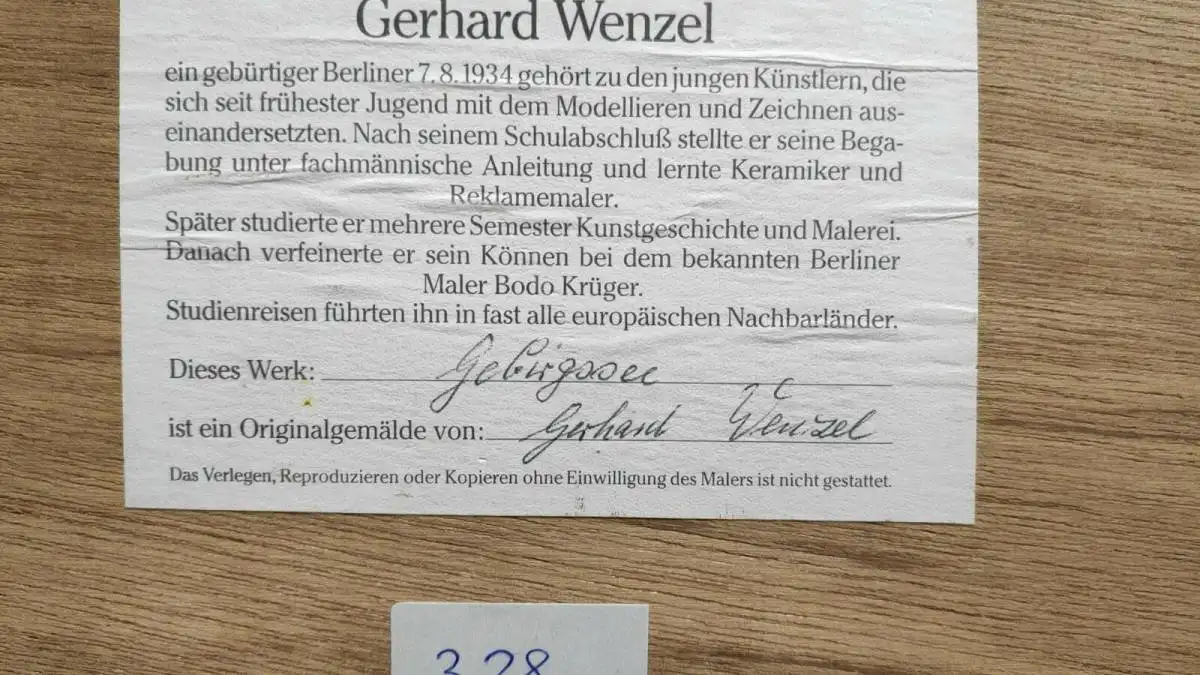 Gerhard Wenzel
ein gebürtiger Berliner 7.8.1934 gehört zu den jungen Künstlern, die
sich seit frühester Jugend mit dem Modellieren und Zeichnen aus-
einandersetzten. Nach seinem Schulabschluß stellte er seine Bega-
bung unter fachmännische Anleitung und lernte Keramiker und
Reklamemaler.
Später studierte er mehrere Semester Kunstgeschichte und Malerei.
Danach verfeinerte er sein Können bei dem bekannten Berliner
Maler Bodo Krüger.
Studienreisen führten ihn in fast alle europäischen Nachbarländer.
Dieses Werk: Gebirgssee
ist ein Originalgemälde von: Gerhard Wenzel
Das Verlegen, Reproduzieren oder Kopieren ohne Einwilligung des Malers ist nicht gestattet.
328